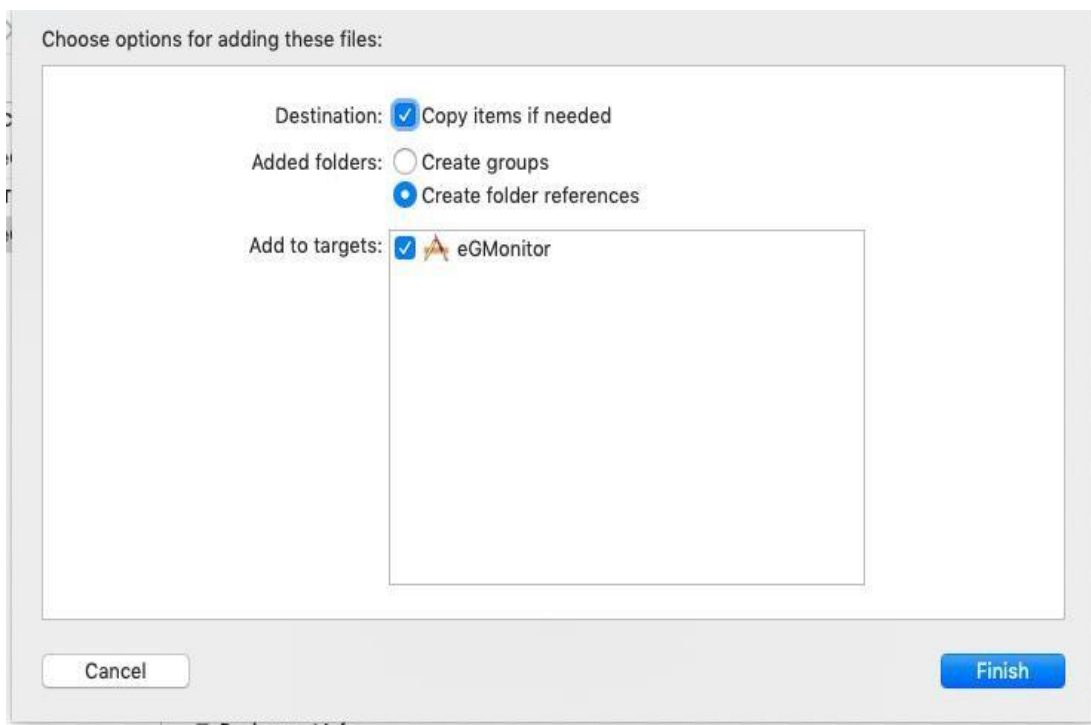 Choose options for adding these files:
Destination: Copy items if needed
Added folders: Create groups
Create folder references
Add to targets: eGMonitor
Cancel
Finish